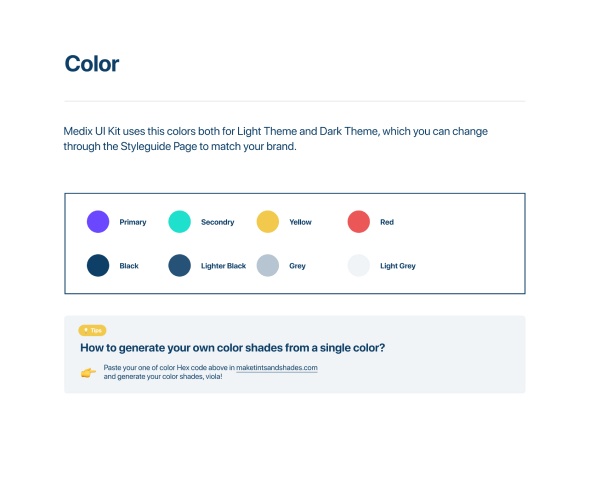 Color
Medix UI Kit uses this colors both for Light Theme and Dark Theme, which you can change
through the Styleguide Page to match your brand.
Primary
Secondry
Yellow
Red
Black
Lighter Black
Grey
Light Grey
Tips
How to generate your own color shades from a single color?
Paste your one of color Hex code above in maketintsandshades.com
and generate your color shades, viola!